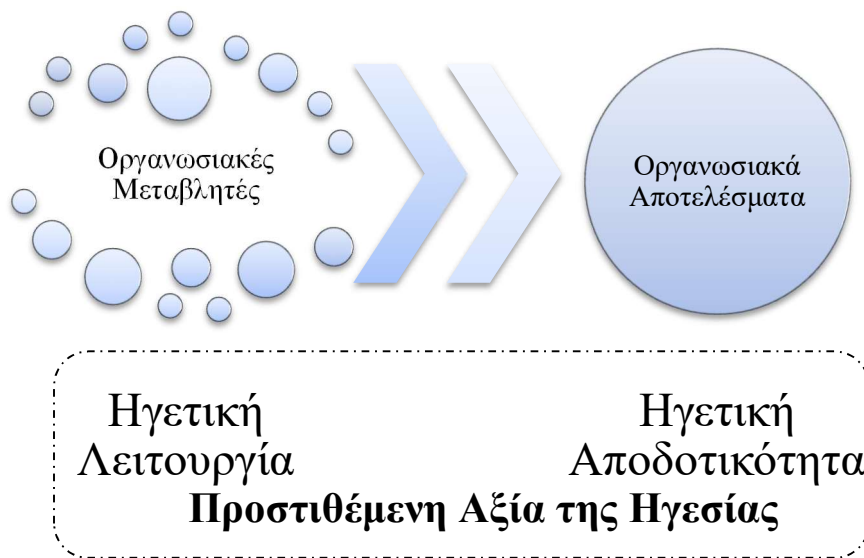 Οργανωσιακές
Μεταβλητές
Οργανωσιακά
Αποτελέσματα
Ηγετική
Λειτουργία
Ηγετική
Αποδοτικότητα
Προστιθέμενη Αξία της Ηγεσίας